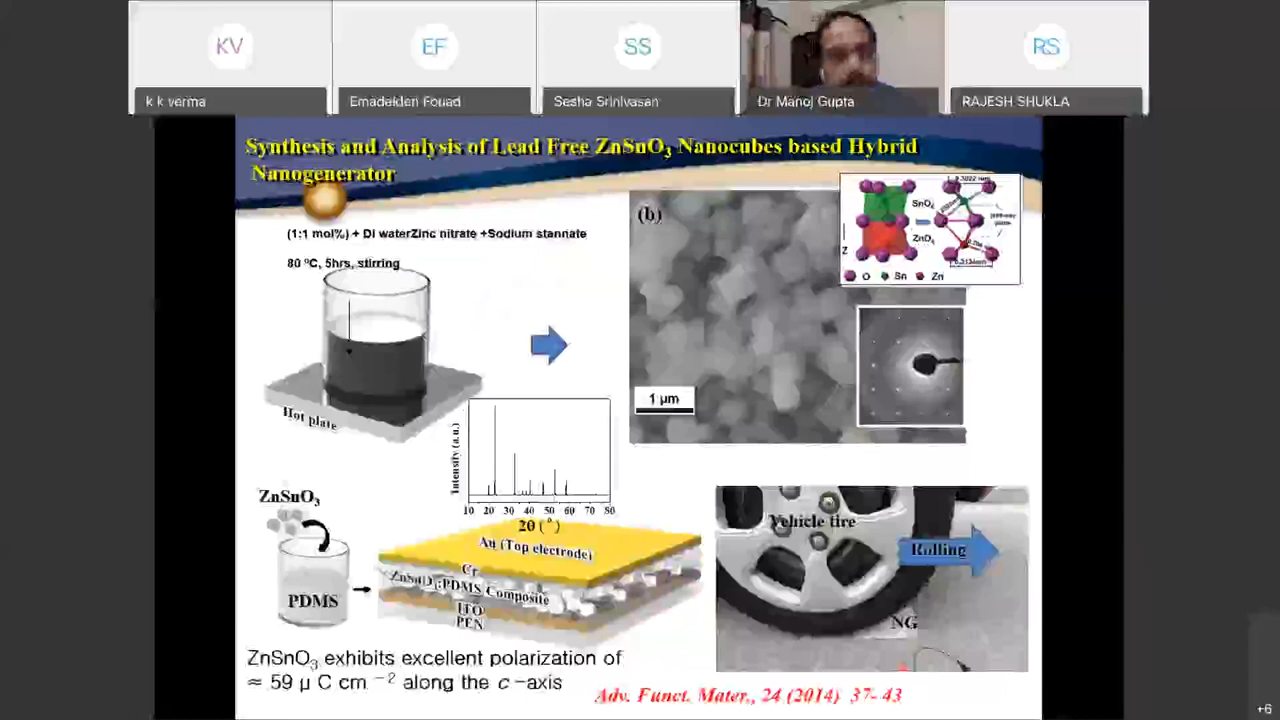 KV
EF
SS
RS
k k verma
Emadelden Fouad
Sesha Srinivasan
Dr Manoj Gupta
RAJESH SHUKLA
Synthesis and Analysis of Lead Free ZnSnO₃ Nanocubes based Hybrid
Nanogenerator
(1:1 mol%) + DI waterZinc nitrate +Sodium stannate
80 ºC, 5hrs, stirring
Hot plate
(b)
1 µm
SnO₆
ZnO₆
Z
O Sn Zn
Intensity (a.u.)
10 20 30 40 50 60 70 80
2θ (°)
ZnSnO₃
PDMS
Au (Top electrode)
Cr
ZnSnO₃:PDMS Composite
ITO
PEN
Vehicle tire
Rolling
NG
ZnSnO₃ exhibits excellent polarization of
≈ 59 µ C cm ⁻² along the c-axis
Adv. Funct. Mater., 24 (2014) 37- 43
+6